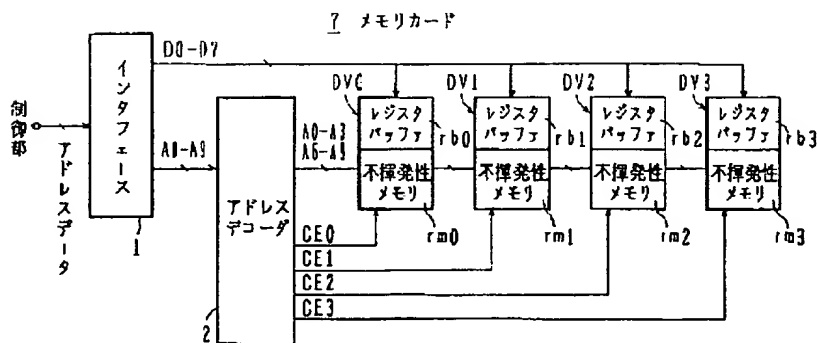 7 メモリカード
D0-D7
制御部
アドレスデータ
インタフェース
1
A0-A9
アドレス
デコーダ
2
A0-A3
A6-A9
CE0
CE1
CE2
CE3
DV0
レジスタ
バッファ
rb0
不揮発性
メモリ
rm0
DV1
レジスタ
バッファ
rb1
不揮発性
メモリ
rm1
DV2
レジスタ
バッファ
rb2
不揮発性
メモリ
rm2
DV3
レジスタ
バッファ
rb3
不揮発性
メモリ
rm3